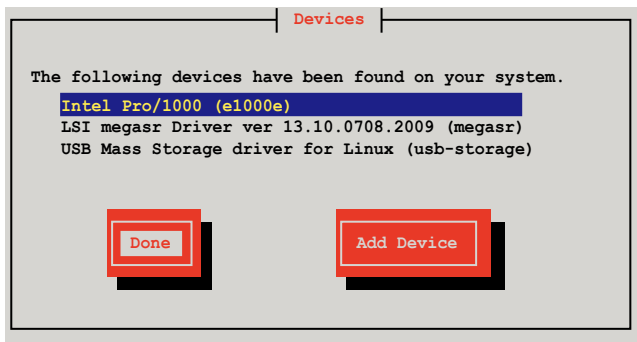 Devices
The following devices have been found on your system.
Intel Pro/1000 (e1000e)
LSI megasr Driver ver 13.10.0708.2009 (megasr)
USB Mass Storage driver for Linux (usb-storage)
Done
Add Device